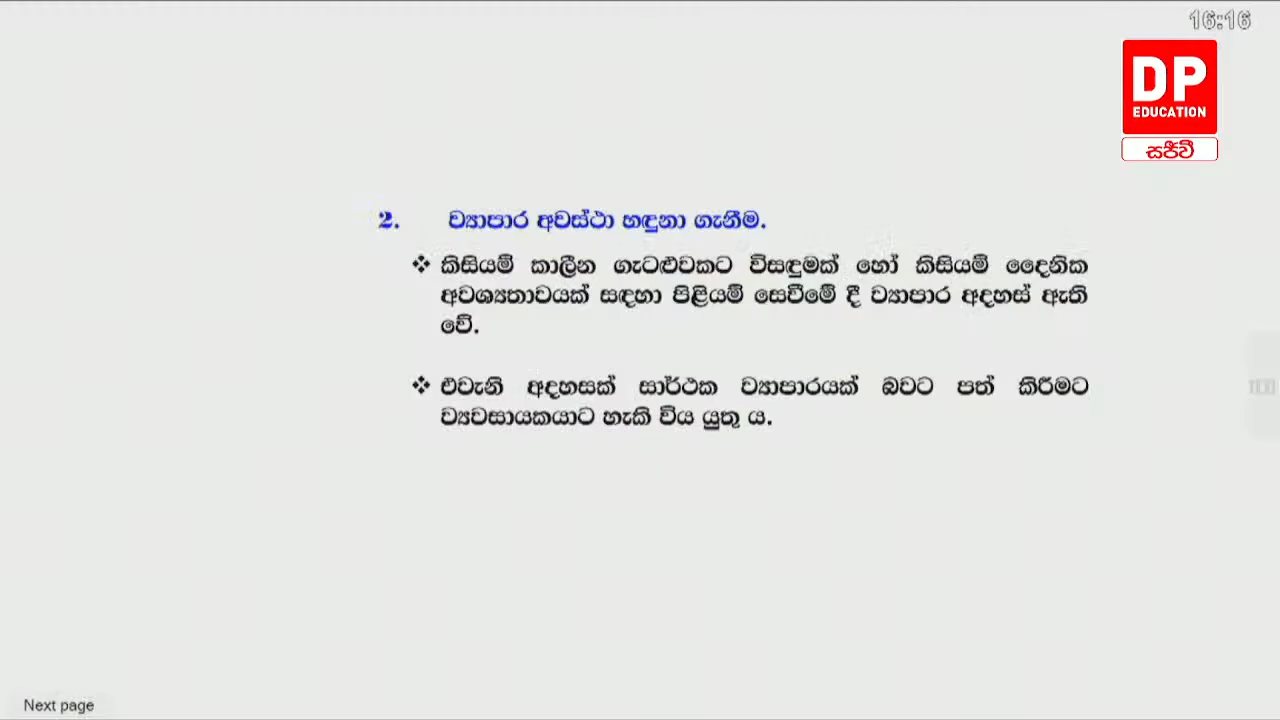 16:16
DP
EDUCATION
සජීවී
2. ව්‍යාපාර අවස්ථා හඳුනා ගැනීම.
❖ කිසියම් කාලීන ගැටළුවකට විසඳුමක් හෝ කිසියම් දෛනික
අවශ්‍යතාවයක් සඳහා පිළියම් සෙවීමේ දී ව්‍යාපාර අදහස් ඇති
වේ.
❖ එවැනි අදහසක් සාර්ථක ව්‍යාපාරයක් බවට පත් කිරීමට
ව්‍යවසායකයාට හැකි විය යුතු ය.
Next page